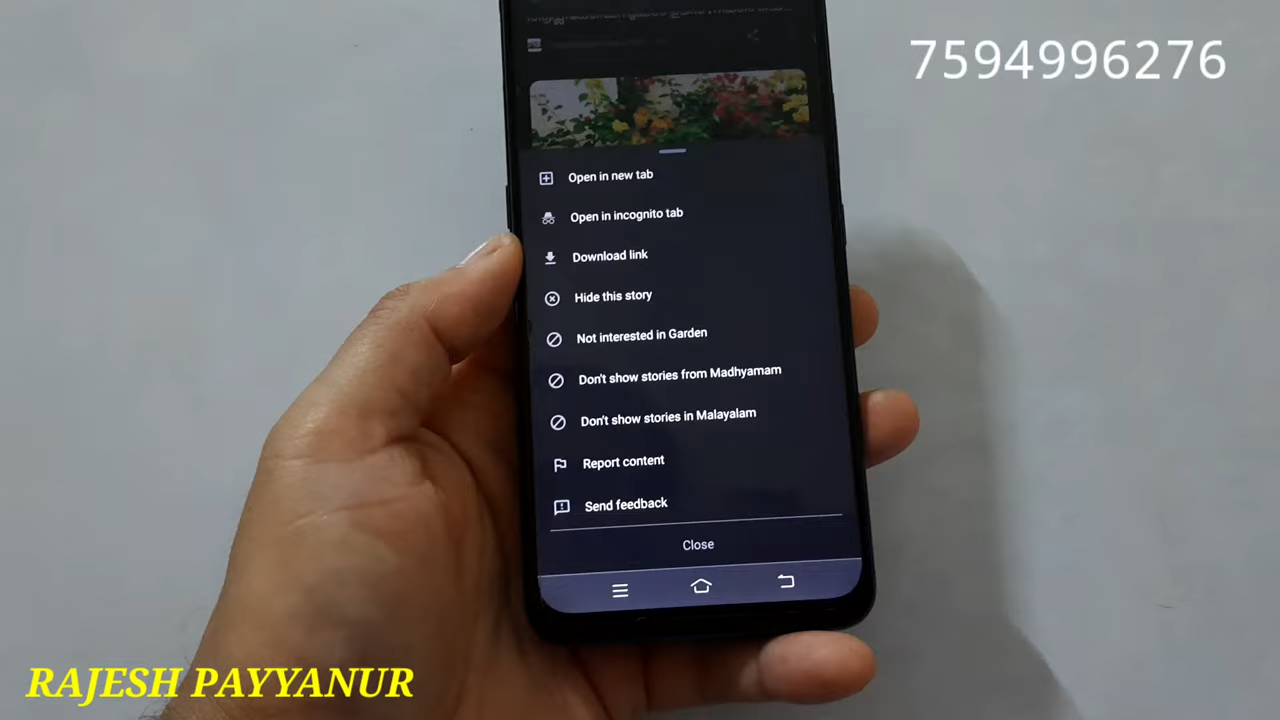 7594996276
Open in new tab
Open in incognito tab
Download link
Hide this story
Not interested in Garden
Don't show stories from Madhyamam
Don't show stories in Malayalam
Report content
Send feedback
Close
RAJESH PAYYANUR